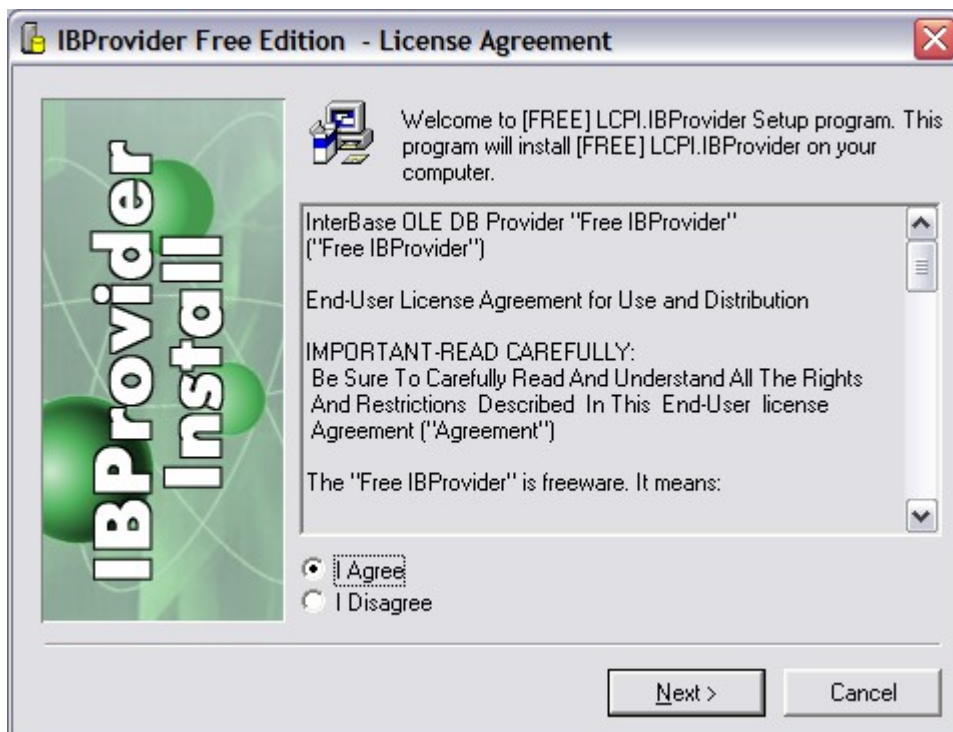 IBProvider Free Edition - License Agreement
IBProvider
Install
Welcome to [FREE] LCPI.IBProvider Setup program. This
program will install [FREE] LCPI.IBProvider on your
computer.
InterBase OLE DB Provider "Free IBProvider"
("Free IBProvider")
End-User License Agreement for Use and Distribution
IMPORTANT-READ CAREFULLY:
Be Sure To Carefully Read And Understand All The Rights
And Restrictions Described In This End-User license
Agreement ("Agreement")
The "Free IBProvider" is freeware. It means:
I Agree
I Disagree
Next >
Cancel